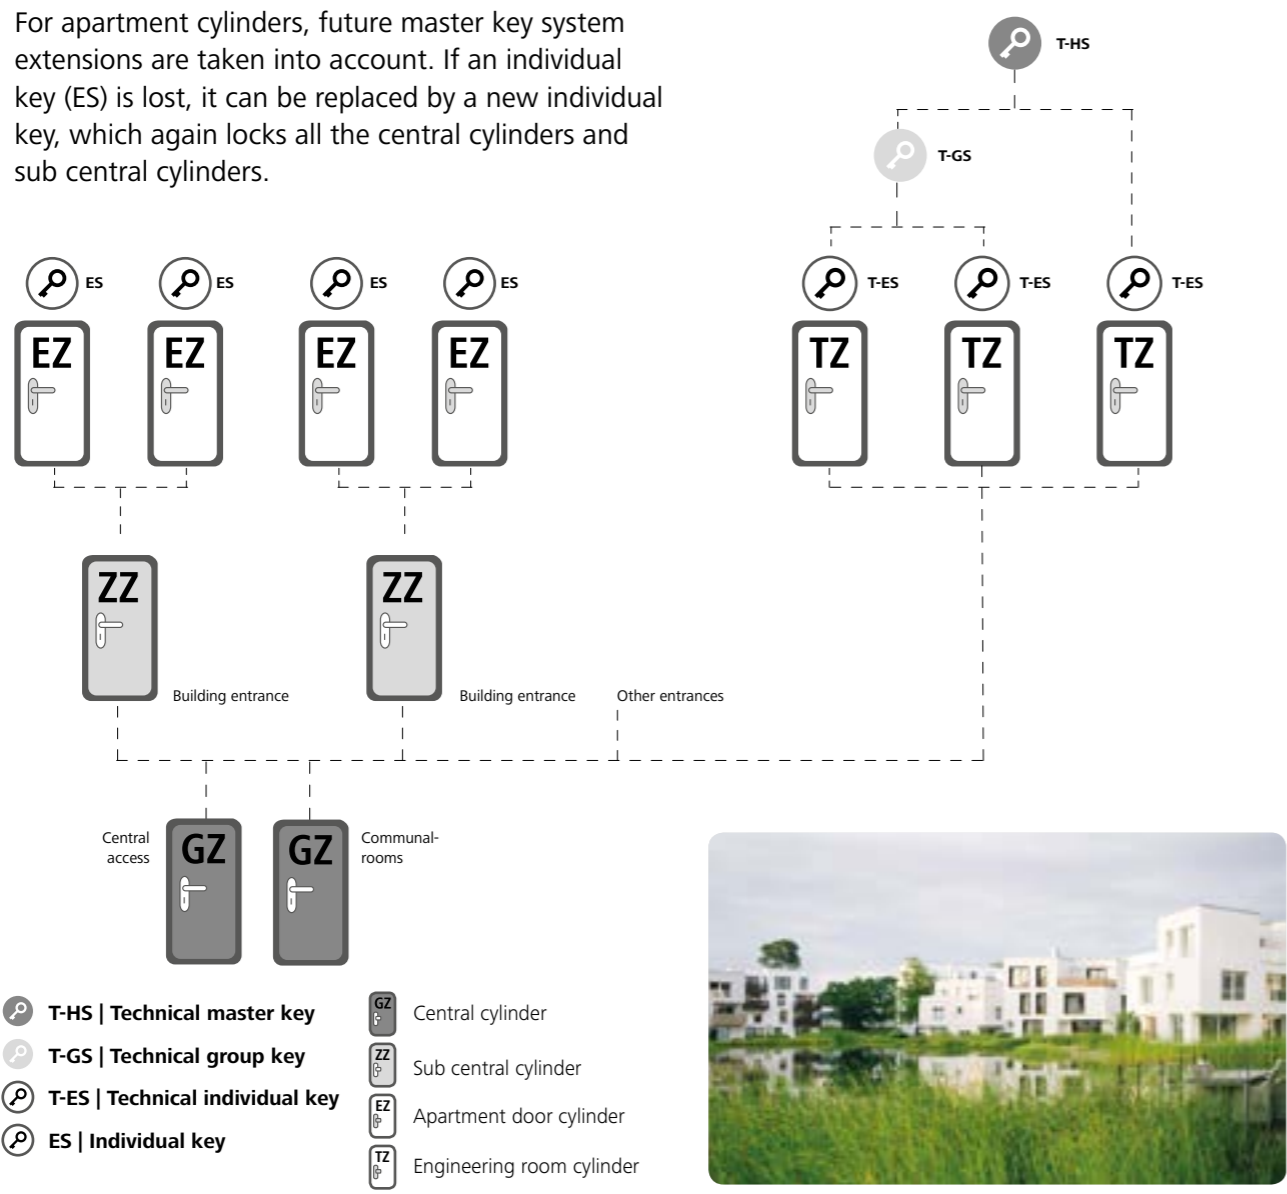 For apartment cylinders, future master key system
extensions are taken into account. If an individual
key (ES) is lost, it can be replaced by a new individual
key, which again locks all the central cylinders and
sub central cylinders.
T-HS
T-GS
ES
ES
ES
ES
T-ES
T-ES
T-ES
EZ
EZ
EZ
EZ
TZ
TZ
TZ
ZZ
ZZ
Building entrance
Building entrance
Other entrances
Central
access
GZ
GZ
Communal-
rooms
T-HS | Technical master key
T-GS | Technical group key
T-ES | Technical individual key
ES | Individual key
GZ
Central cylinder
ZZ
Sub central cylinder
EZ
Apartment door cylinder
TZ
Engineering room cylinder